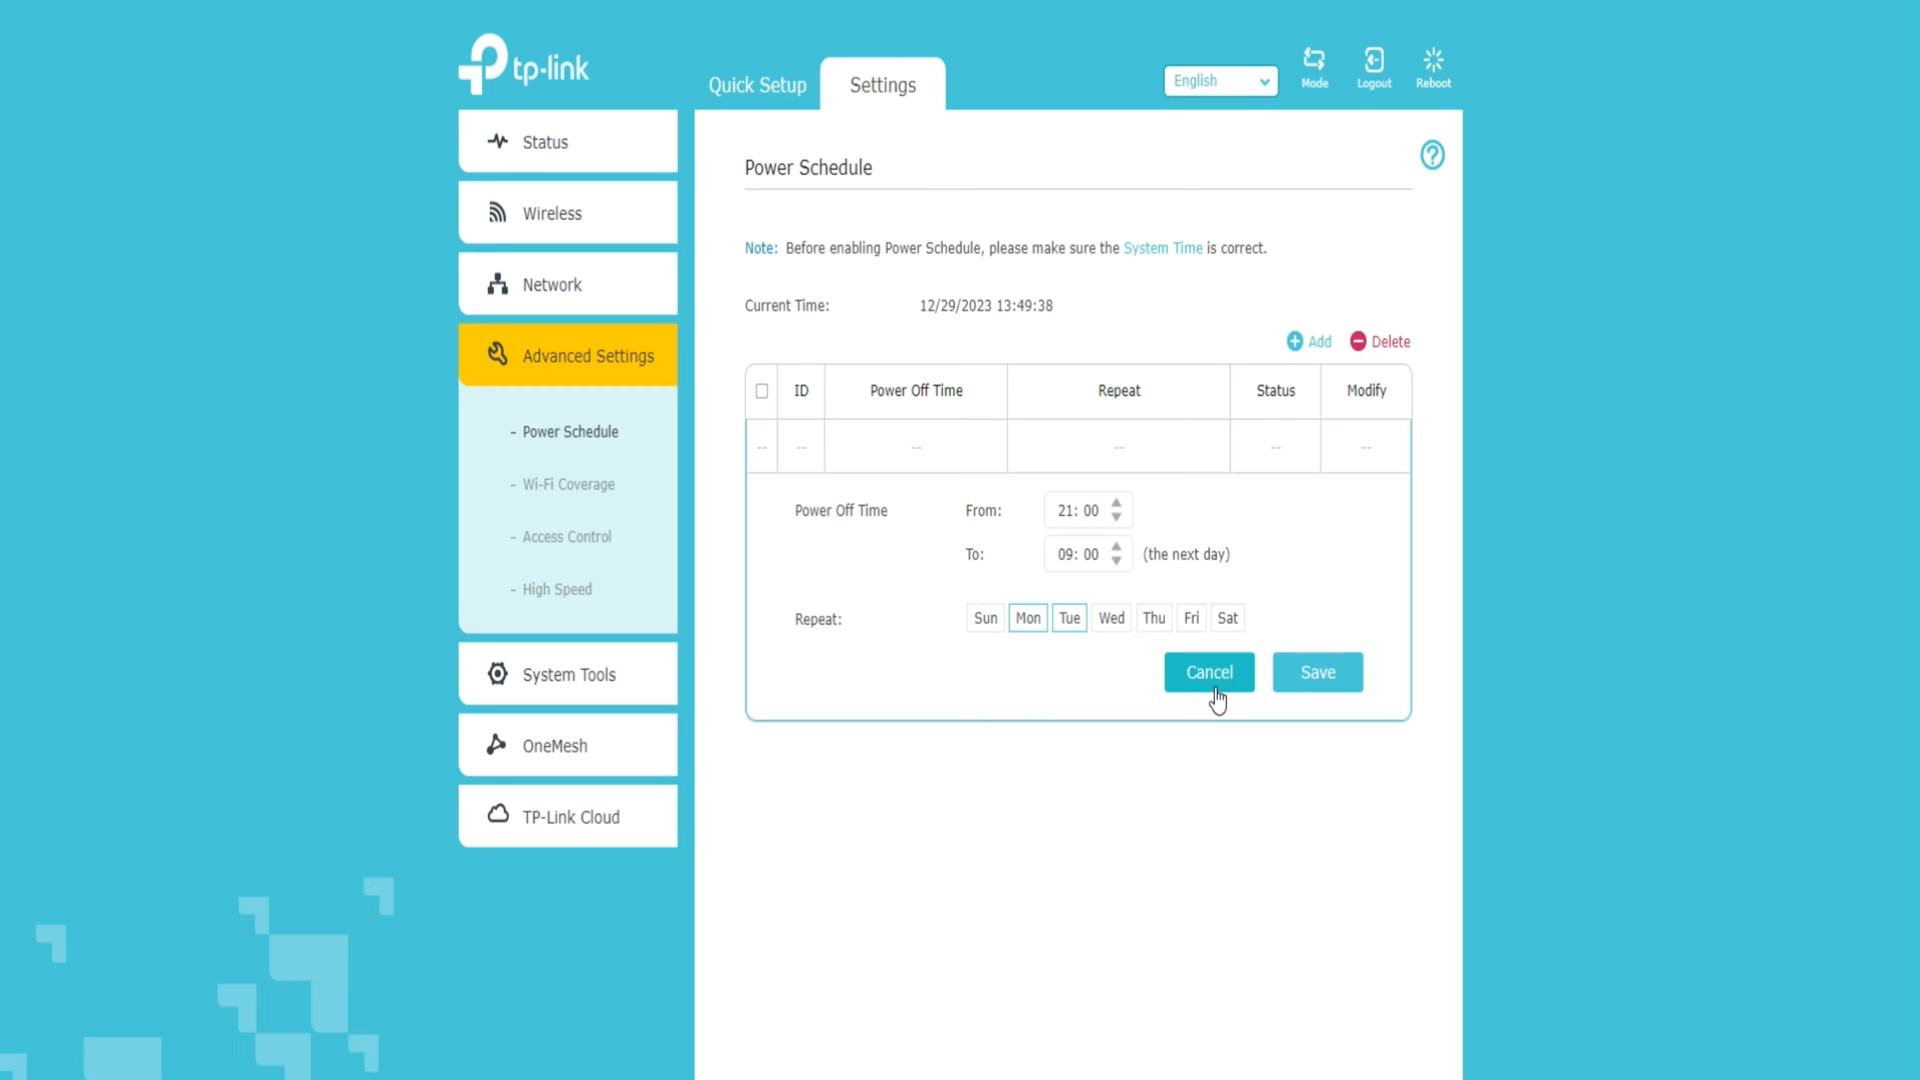 tp-link
Quick Setup
Settings
English
Mode
Logout
Reboot
Status
Wireless
Network
Advanced Settings
- Power Schedule
- Wi-Fi Coverage
- Access Control
- High Speed
System Tools
OneMesh
TP-Link Cloud
Power Schedule
?
Note: Before enabling Power Schedule, please make sure the System Time is correct.
Current Time: 12/29/2023 13:49:38
Add Delete
ID Power Off Time Repeat Status Modify
-- -- -- -- -- --
Power Off Time From: 21: 00
To: 09: 00 (the next day)
Repeat: Sun Mon Tue Wed Thu Fri Sat
Cancel Save